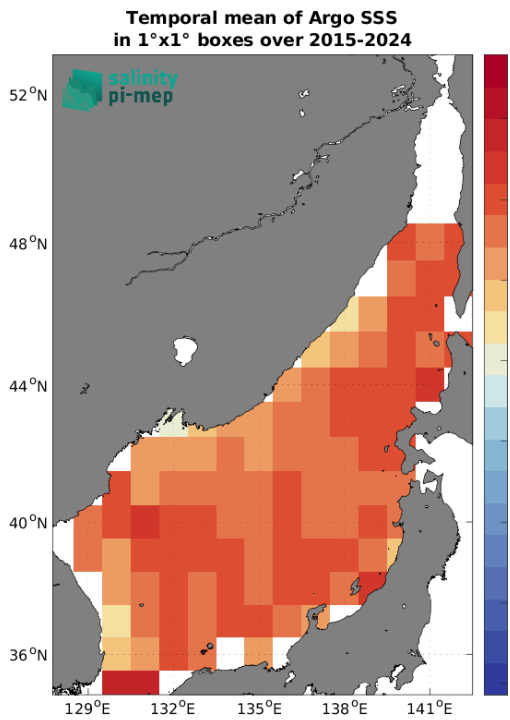 Temporal mean of Argo SSS
in 1°x1° boxes over 2015-2024
salinity
pi-mep
52°N
48°N
44°N
40°N
36°N
129°E 132°E 135°E 138°E 141°E